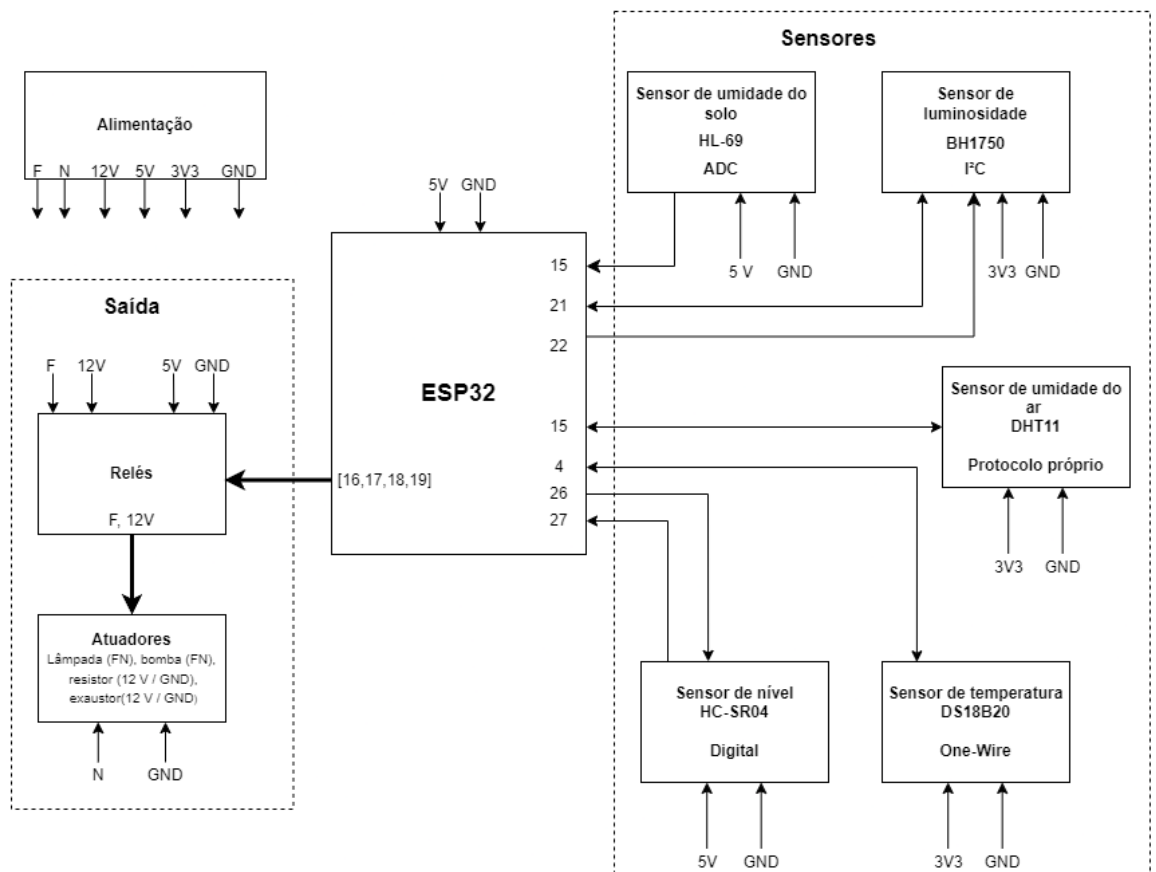 Alimentação
F N 12V 5V 3V3 GND
Saída
F 12V 5V GND
Relés
F, 12V
Atuadores
Lâmpada (FN), bomba (FN),
resistor (12 V / GND),
exaustor(12 V / GND)
N GND
5V GND
ESP32
[16,17,18,19]
15
21
22
15
4
26
27
Sensores
Sensor de umidade do
solo
HL-69
ADC
5 V GND
Sensor de
luminosidade
BH1750
I²C
3V3 GND
Sensor de umidade do
ar
DHT11
Protocolo próprio
3V3 GND
Sensor de nível
HC-SR04
Digital
5V GND
Sensor de temperatura
DS18B20
One-Wire
3V3 GND